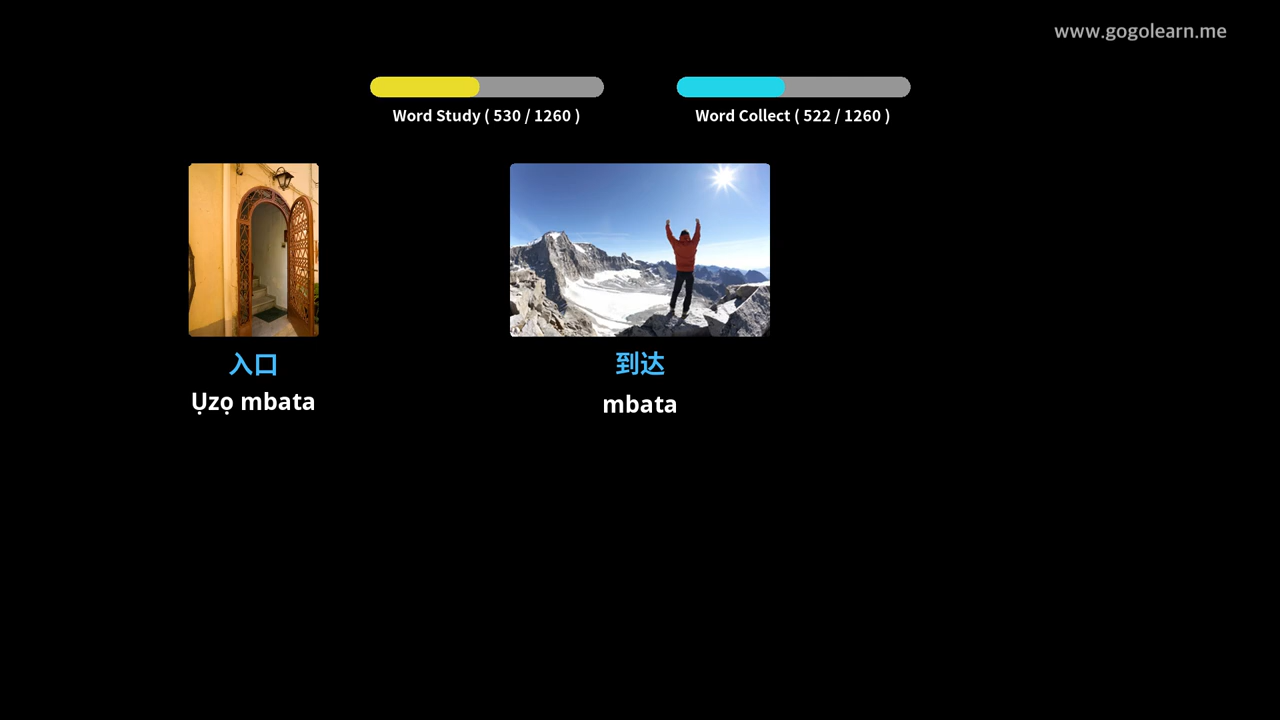 www.gogolearn.me
Word Study ( 530 / 1260 )
Word Collect ( 522 / 1260 )
入口
Ụzọ mbata
到达
mbata